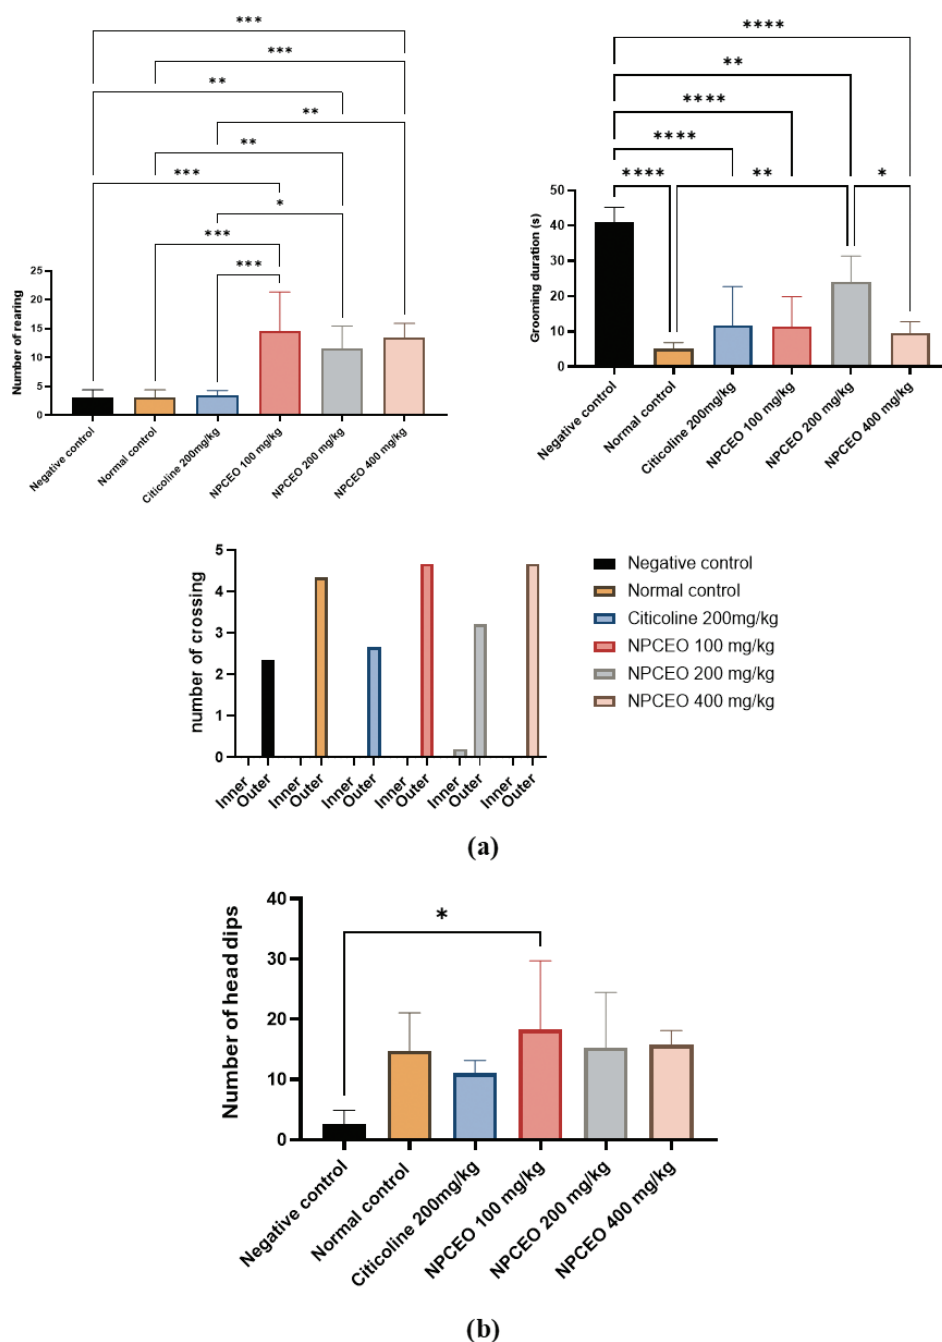 ***
***
**
**
**
***
*
***
***
Number of rearing
25
20
15
10
5
0
Negative control
Normal control
Citicoline 200mg/kg
NPCEO 100 mg/kg
NPCEO 200 mg/kg
NPCEO 400 mg/kg
****
**
****
****
**** ** *
Grooming duration (s)
50
40
30
20
10
0
Negative control
Normal control
Citicoline 200mg/kg
NPCEO 100 mg/kg
NPCEO 200 mg/kg
NPCEO 400 mg/kg
number of crossing
5
4
3
2
1
0
Inner Outer Inner Outer Inner Outer Inner Outer Inner Outer Inner Outer
Negative control
Normal control
Citicoline 200mg/kg
NPCEO 100 mg/kg
NPCEO 200 mg/kg
NPCEO 400 mg/kg
(a)
Number of head dips
40
30
20
10
0
*
Negative control
Normal control
Citicoline 200mg/kg
NPCEO 100 mg/kg
NPCEO 200 mg/kg
NPCEO 400 mg/kg
(b)